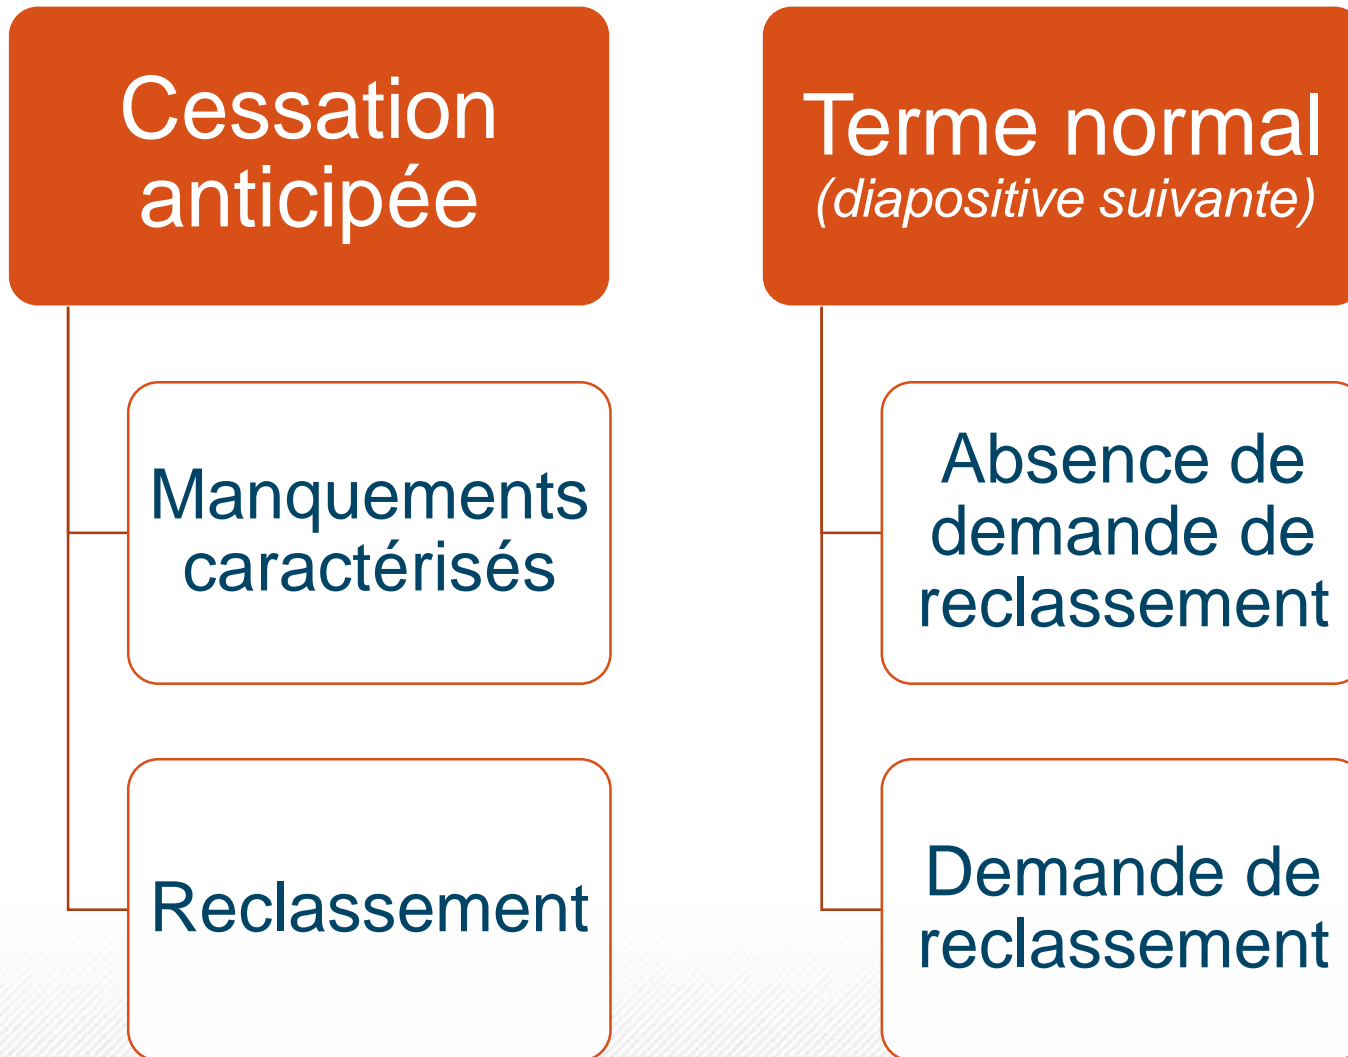 Cessation
anticipée
Manquements
caractérisés
Reclassement
Terme normal
(diapositive suivante)
Absence de
demande de
reclassement
Demande de
reclassement